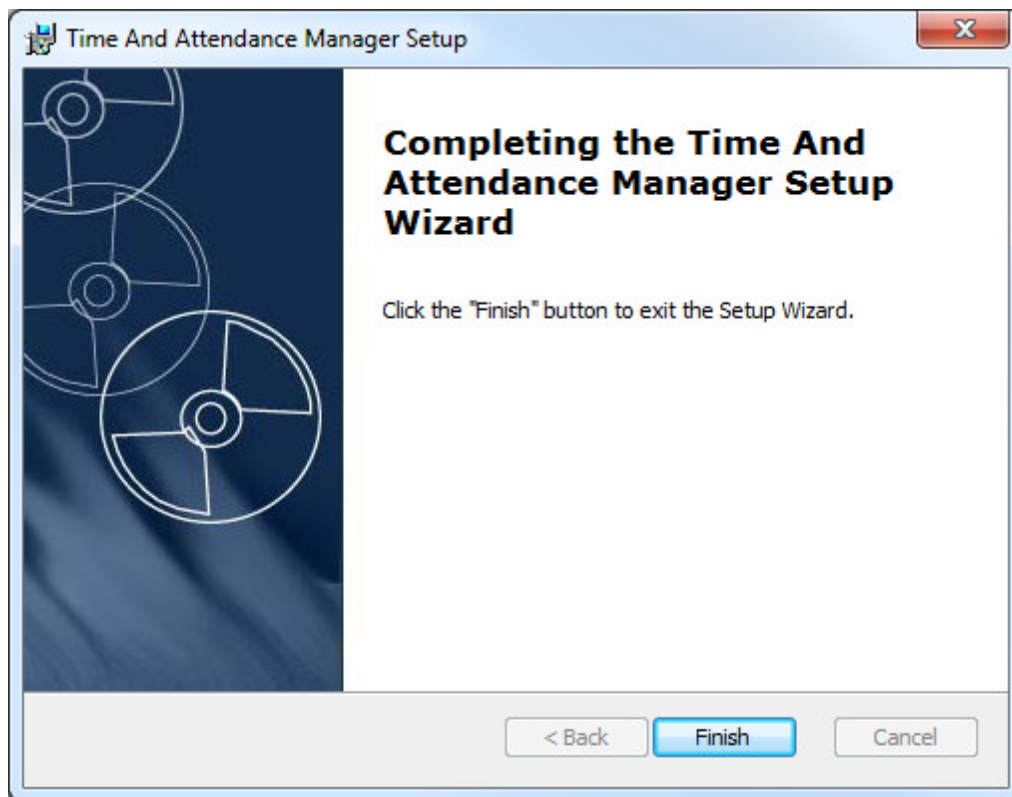 Time And Attendance Manager Setup
Completing the Time And
Attendance Manager Setup
Wizard
Click the "Finish" button to exit the Setup Wizard.
< Back Finish Cancel